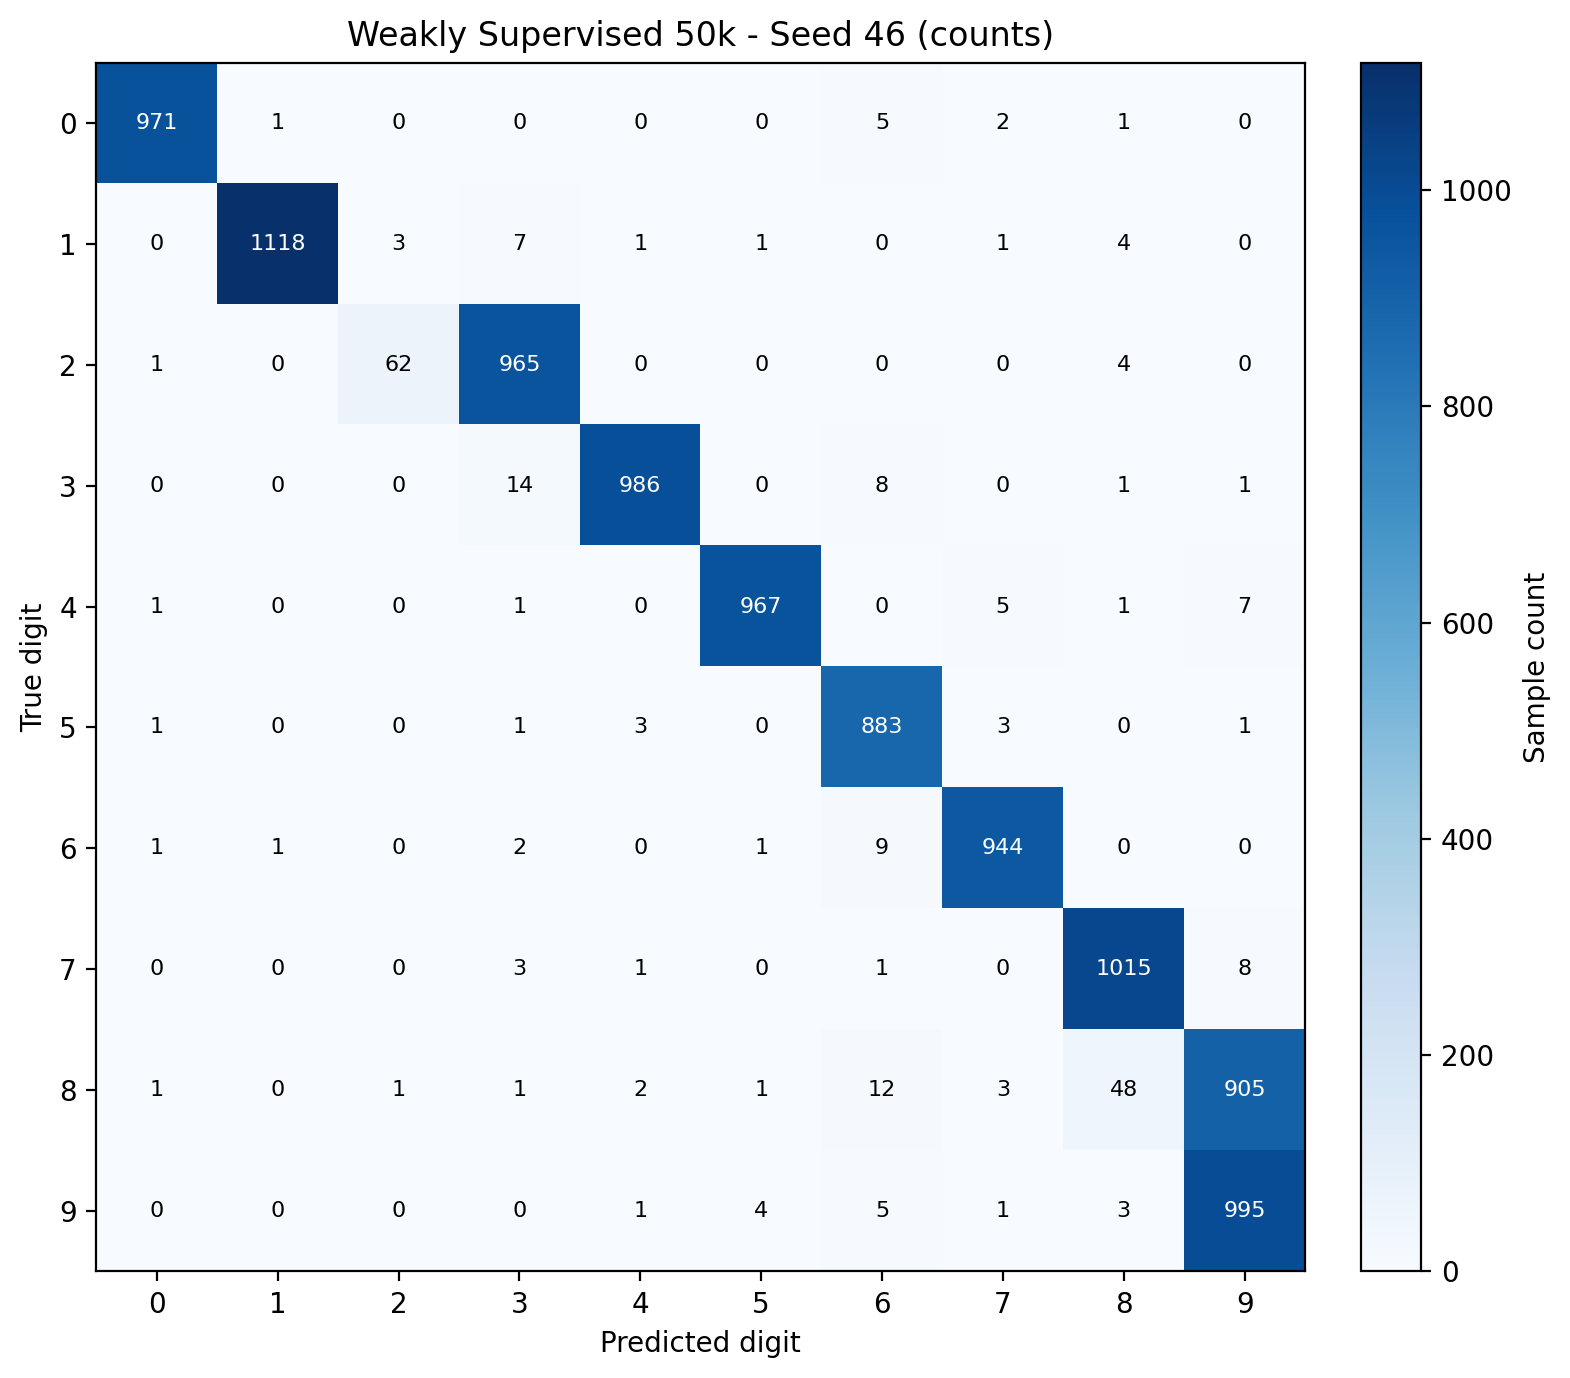 Weakly Supervised 50k - Seed 46 (counts)
0 971 1 0 0 0 0 5 2 1 0
1 0 1118 3 7 1 1 0 1 4 0
2 1 0 62 965 0 0 0 0 4 0
3 0 0 0 14 986 0 8 0 1 1
4 1 0 0 1 0 967 0 5 1 7
5 1 0 0 1 3 0 883 3 0 1
6 1 1 0 2 0 1 9 944 0 0
7 0 0 0 3 1 0 1 0 1015 8
8 1 0 1 1 2 1 12 3 48 905
9 0 0 0 0 1 4 5 1 3 995
0 1 2 3 4 5 6 7 8 9
Predicted digit
True digit
1000
800
600
400
200
0
Sample count